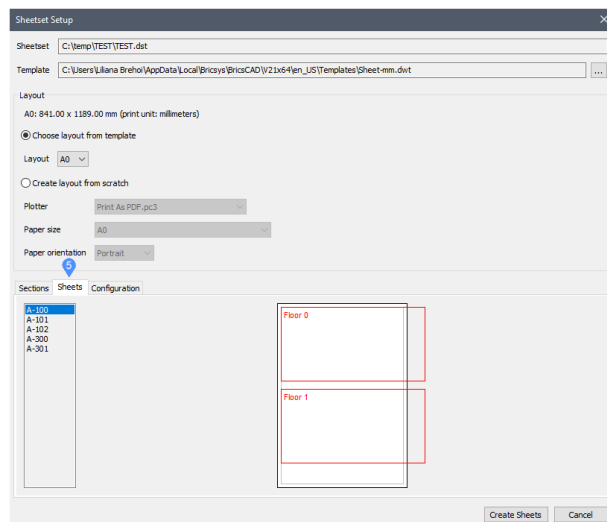 Sheetset Setup
Sheetset C:\temp\TEST\TEST.dst
Template C:\Users\Liliana Brehoi\AppData\Local\Bricsys\BricsCAD\V21x64\en_US\Templates\Sheet-mm.dwt ...
Layout
A0: 841.00 x 1189.00 mm (print unit: millimeters)
Choose layout from template
Layout A0
Create layout from scratch
Plotter Print As PDF.pc3
Paper size A0
Paper orientation Portrait
5
Sections Sheets Configuration
A-100
A-101
A-102
A-300
A-301
Floor 0
Floor 1
Create Sheets Cancel